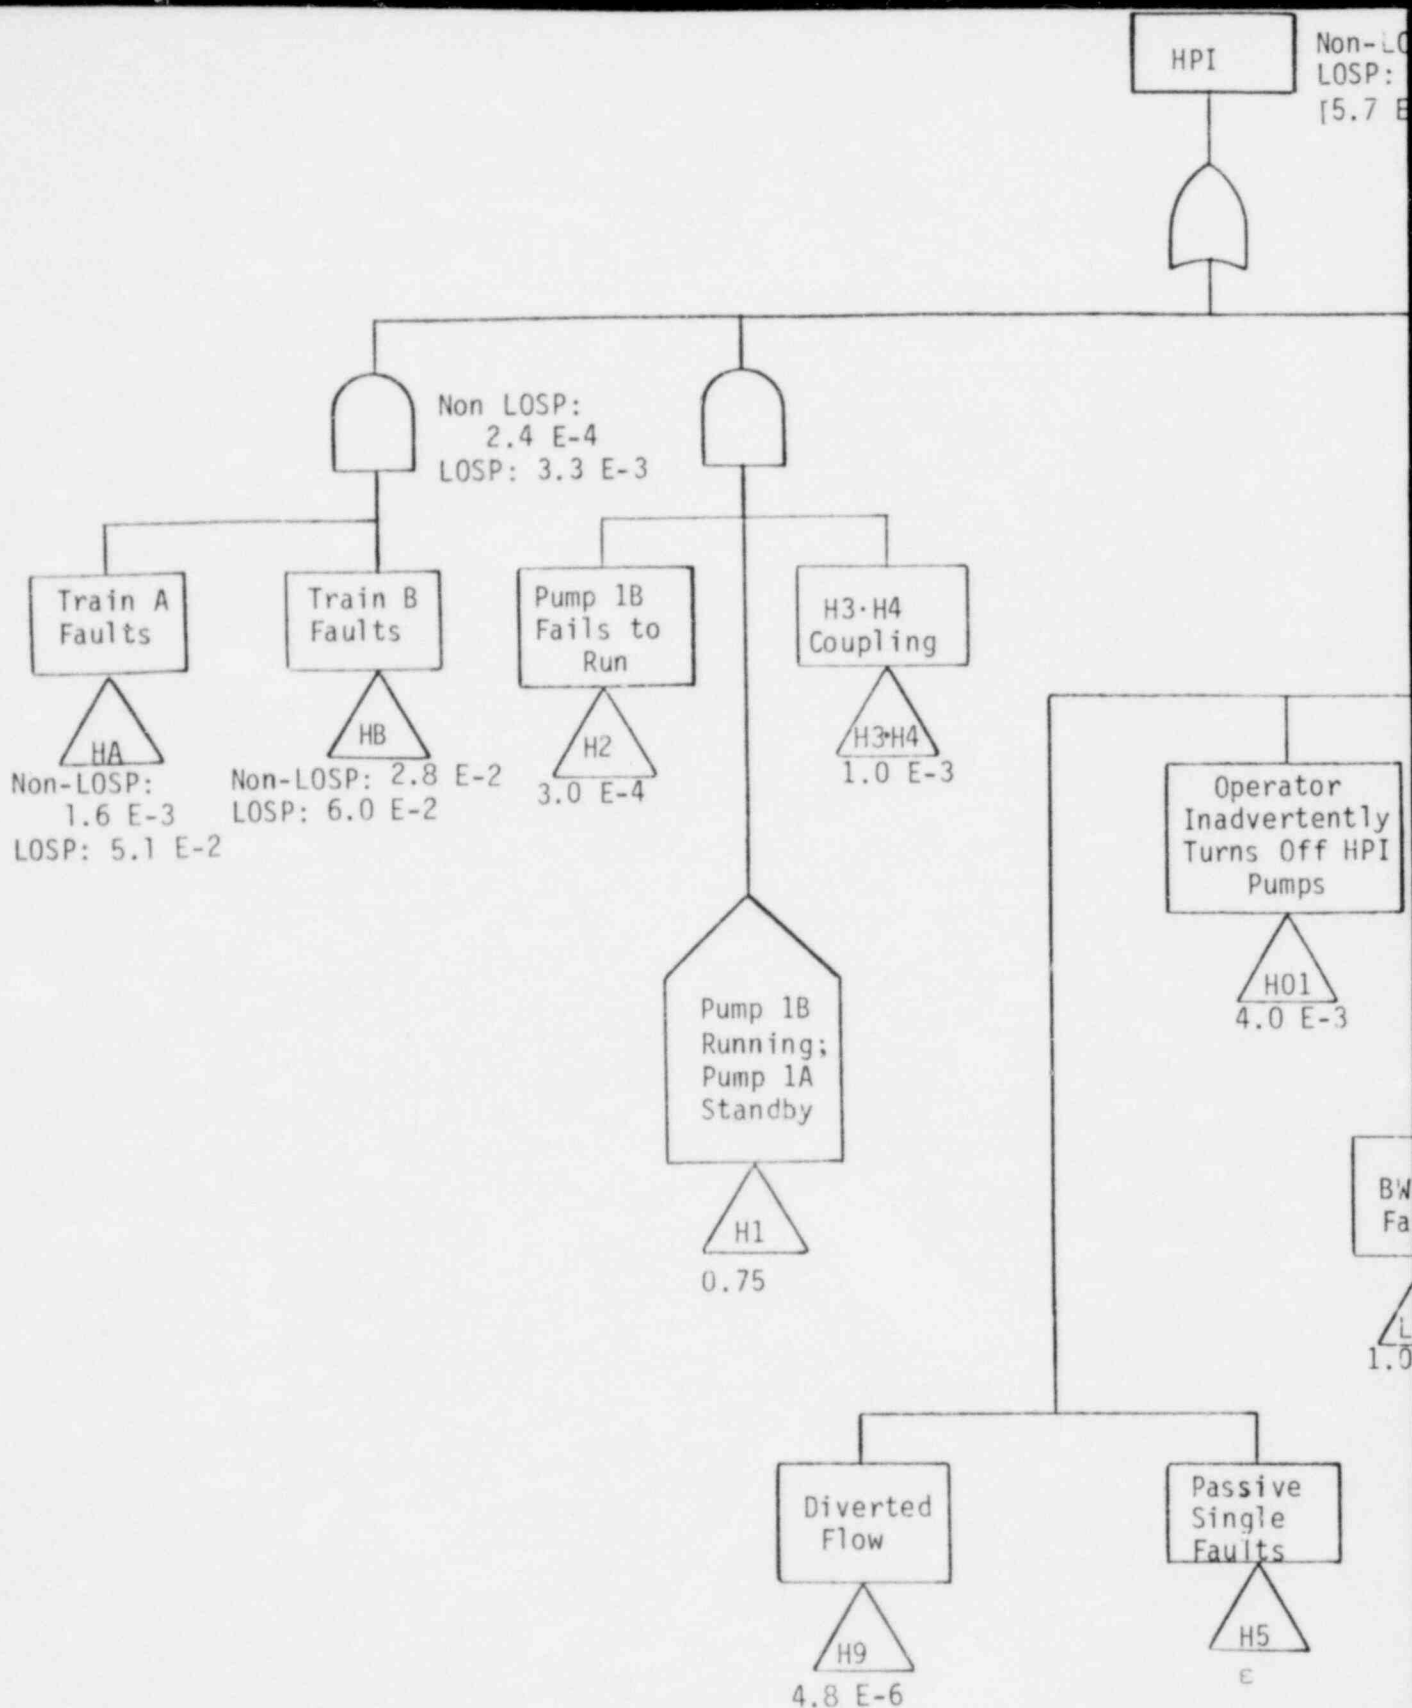 HPI
Non-LO
LOSP:
[5.7 E
Non LOSP:
2.4 E-4
LOSP: 3.3 E-3
Train A
Faults
Train B
Faults
Pump 1B
Fails to
Run
H3·H4
Coupling
HA
Non-LOSP:
1.6 E-3
LOSP: 5.1 E-2
HB
Non-LOSP: 2.8 E-2
LOSP: 6.0 E-2
H2
3.0 E-4
H3·H4
1.0 E-3
Operator
Inadvertently
Turns Off HPI
Pumps
HO1
4.0 E-3
Pump 1B
Running;
Pump 1A
Standby
H1
0.75
BW
Fa
L
1.0
Diverted
Flow
H9
4.8 E-6
Passive
Single
Faults
H5
ε